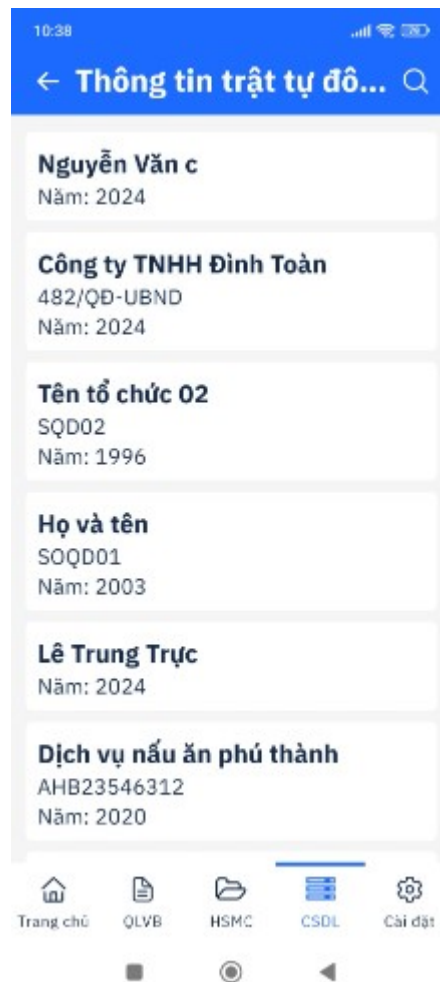 10:38
Thông tin trật tự đô...
Nguyễn Văn c
Năm: 2024
Công ty TNHH Đình Toàn
482/QĐ-UBND
Năm: 2024
Tên tổ chức 02
SQD02
Năm: 1996
Họ và tên
SOQD01
Năm: 2003
Lê Trung Trực
Năm: 2024
Dịch vụ nấu ăn phú thành
AHB23546312
Năm: 2020
Trang chủ QLVB HSMC CSDL Cài đặt